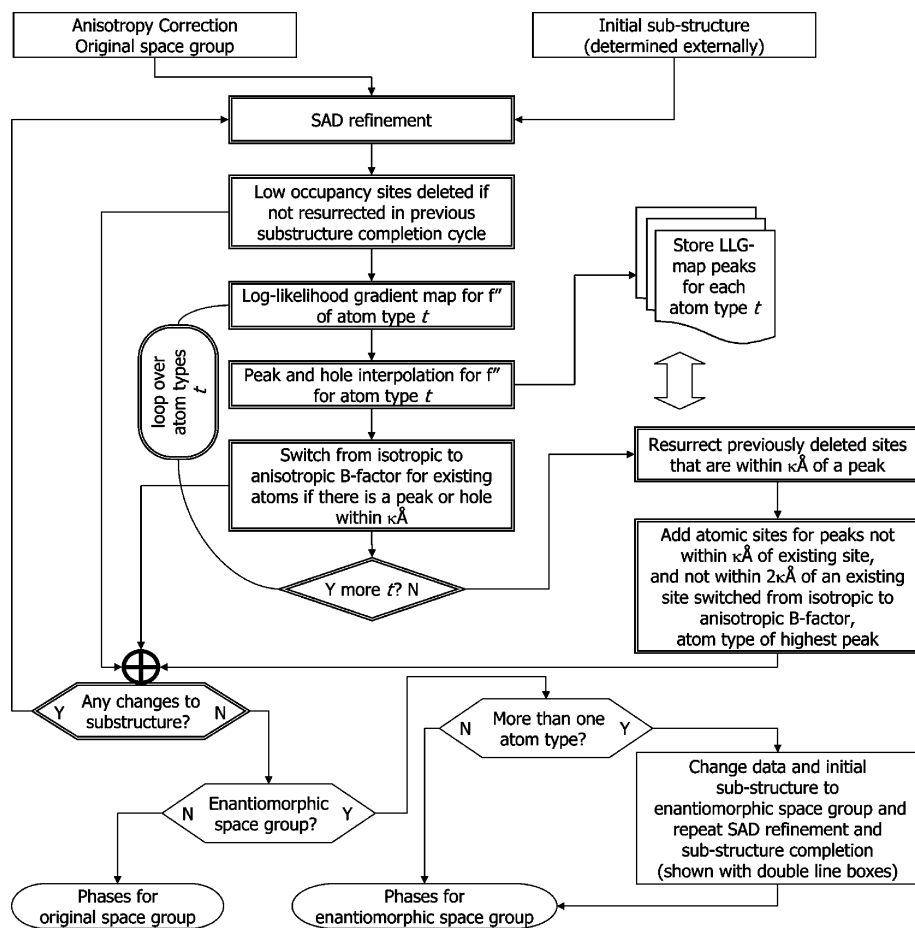 Anisotropy Correction
Original space group
Initial sub-structure
(determined externally)
SAD refinement
Low occupancy sites deleted if
not resurrected in previous
substructure completion cycle
Store LLG-
map peaks
for each
atom type t
Log-likelihood gradient map for f"
of atom type t
loop over
atom types
t
Peak and hole interpolation for f"
for atom type t
Switch from isotropic to
anisotropic B-factor for existing
atoms if there is a peak or hole
within κÅ
Resurrect previously deleted sites
that are within κÅ of a peak
Add atomic sites for peaks not
within κÅ of existing site,
and not within 2κÅ of an existing
site switched from isotropic to
anisotropic B-factor,
atom type of highest peak
Y more t? N
Any changes to
Y substructure? N
More than one
N atom type? Y
Enantiomorphic
N space group? Y
Change data and initial
sub-structure to
enantiomorphic space group and
repeat SAD refinement and
sub-structure completion
(shown with double line boxes)
Phases for
original space group
Phases for
enantiomorphic space group